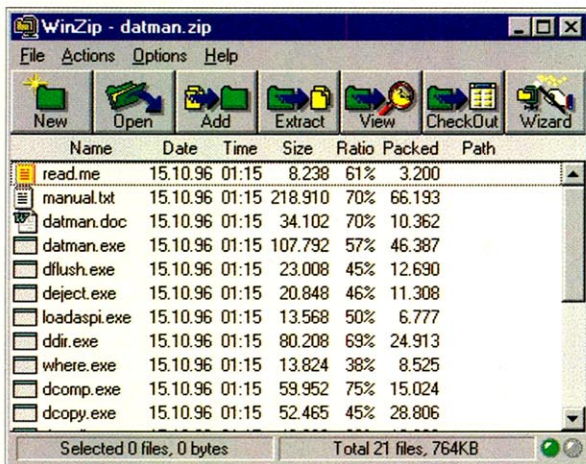 WinZip - datman.zip
File Actions Options Help
New Open Add Extract View CheckOut Wizard
Name Date Time Size Ratio Packed Path
read.me 15.10.96 01:15 8.238 61% 3.200
manual.txt 15.10.96 01:15 218.910 70% 66.193
datman.doc 15.10.96 01:15 34.102 70% 10.362
datman.exe 15.10.96 01:15 107.792 57% 46.387
dflush.exe 15.10.96 01:15 23.008 45% 12.690
deject.exe 15.10.96 01:15 20.848 46% 11.308
loadaspi.exe 15.10.96 01:15 13.568 50% 6.777
ddir.exe 15.10.96 01:15 80.208 69% 24.913
where.exe 15.10.96 01:15 13.824 38% 8.525
dcomp.exe 15.10.96 01:15 59.952 75% 15.024
dcopy.exe 15.10.96 01:15 52.465 45% 28.806
Selected 0 files, 0 bytes Total 21 files, 764KB